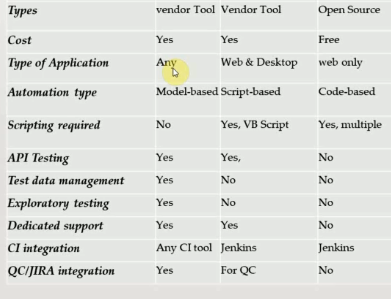 Types vendor Tool Vendor Tool Open Source
Cost Yes Yes Free
Type of Application Any Web & Desktop web only
Automation type Model-based Script-based Code-based
Scripting required No Yes, VB Script Yes, multiple
API Testing Yes Yes, No
Test data management Yes No No
Exploratory testing Yes No No
Dedicated support Yes Yes No
CI integration Any CI tool Jenkins Jenkins
QC/JIRA integration Yes For QC No